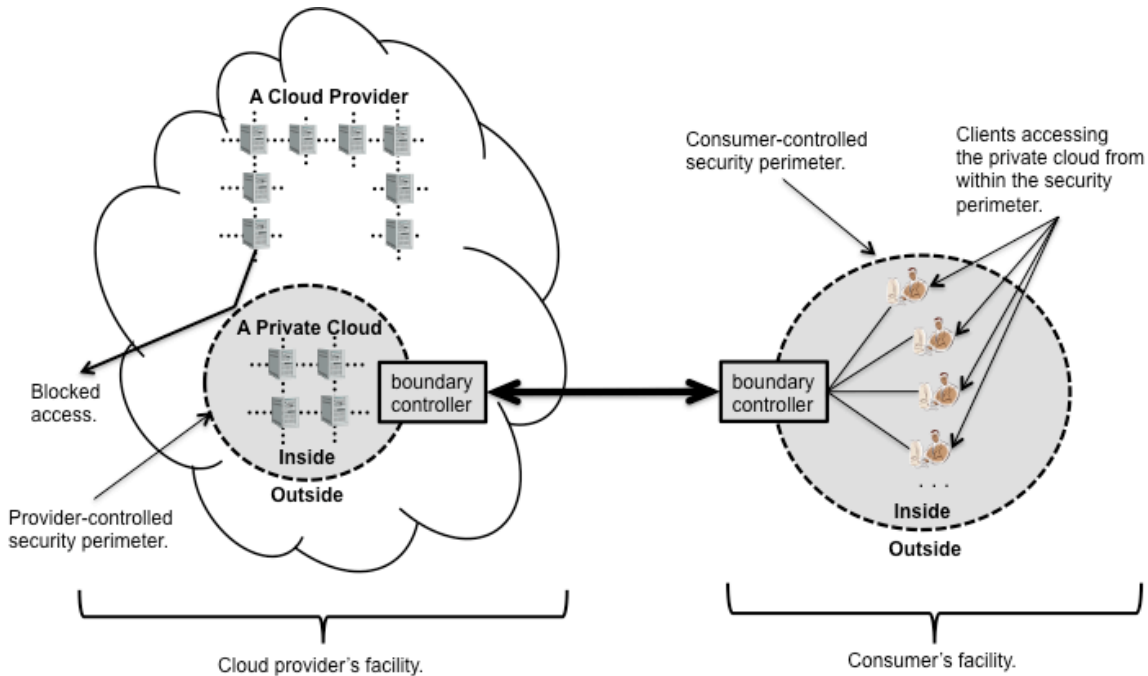 A Cloud Provider
Consumer-controlled
security perimeter.
Clients accessing
the private cloud from
within the security
perimeter.
A Private Cloud
boundary
controller
boundary
controller
Blocked
access.
Inside
Outside
Provider-controlled
security perimeter.
. . .
Inside
Outside
Cloud provider’s facility.
Consumer’s facility.